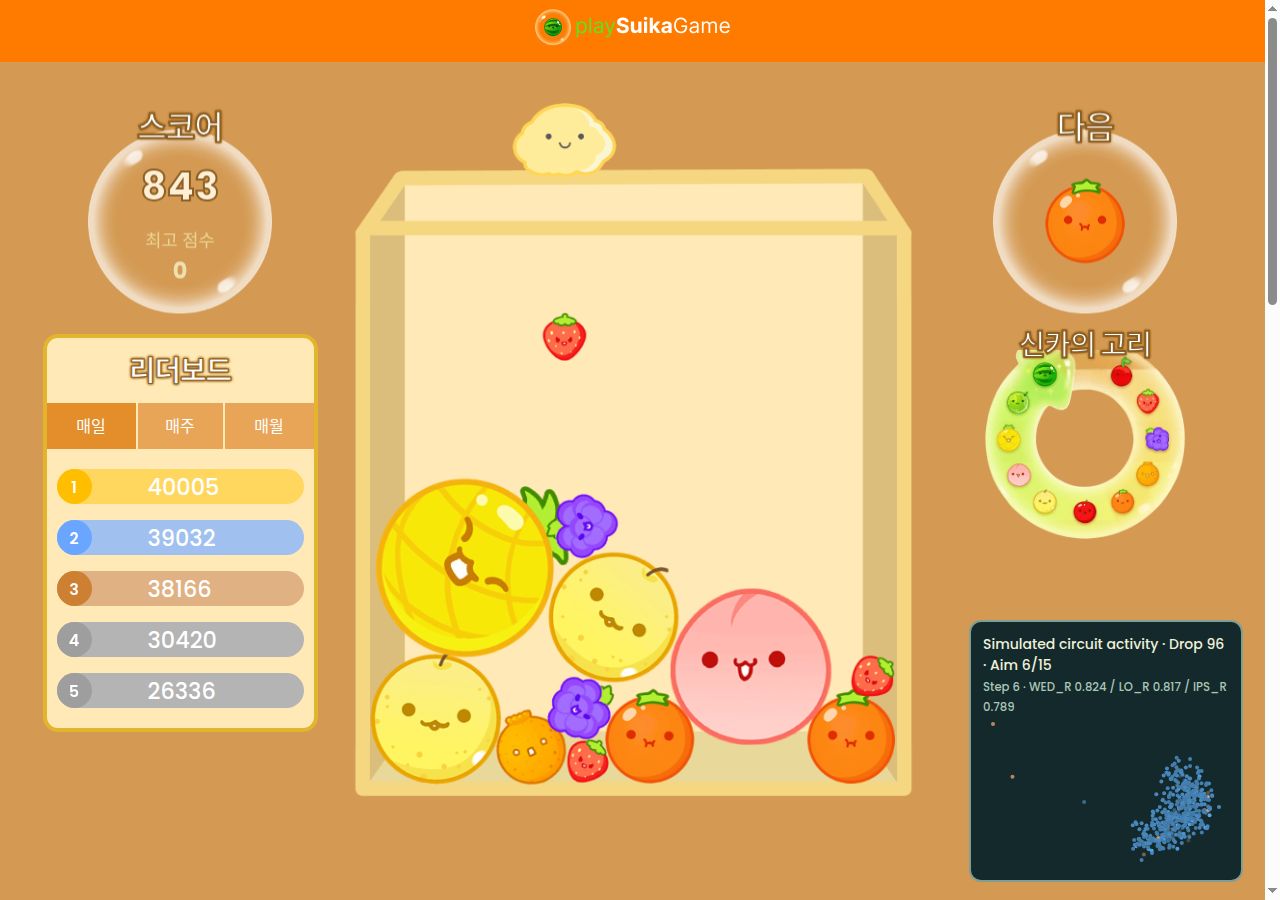 playSuikaGame
스코어
843
최고 점수
0
다음
신카의 고리
리더보드
매일
매주
매월
1
40005
2
39032
3
38166
4
30420
5
26336
Simulated circuit activity · Drop 96
· Aim 6/15
Step 6 · WED_R 0.824 / LO_R 0.817 / IPS_R
0.789